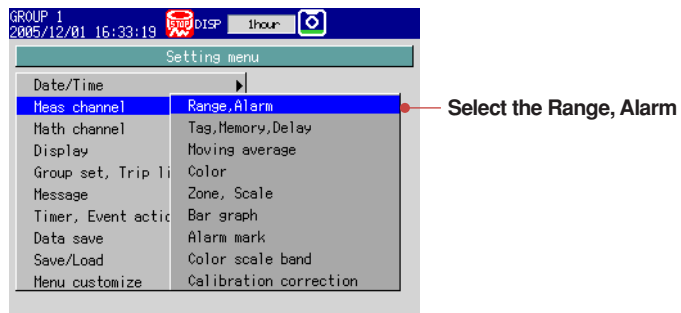 GROUP 1
2005/12/01 16:33:19 STOP DISP 1hour
Setting menu
Date/Time
Meas channel
Math channel
Display
Group set, Trip li
Message
Timer, Event actio
Data save
Save/Load
Menu customize
Range,Alarm
Tag,Memory,Delay
Moving average
Color
Zone, Scale
Bar graph
Alarm mark
Color scale band
Calibration correction
Select the Range, Alarm